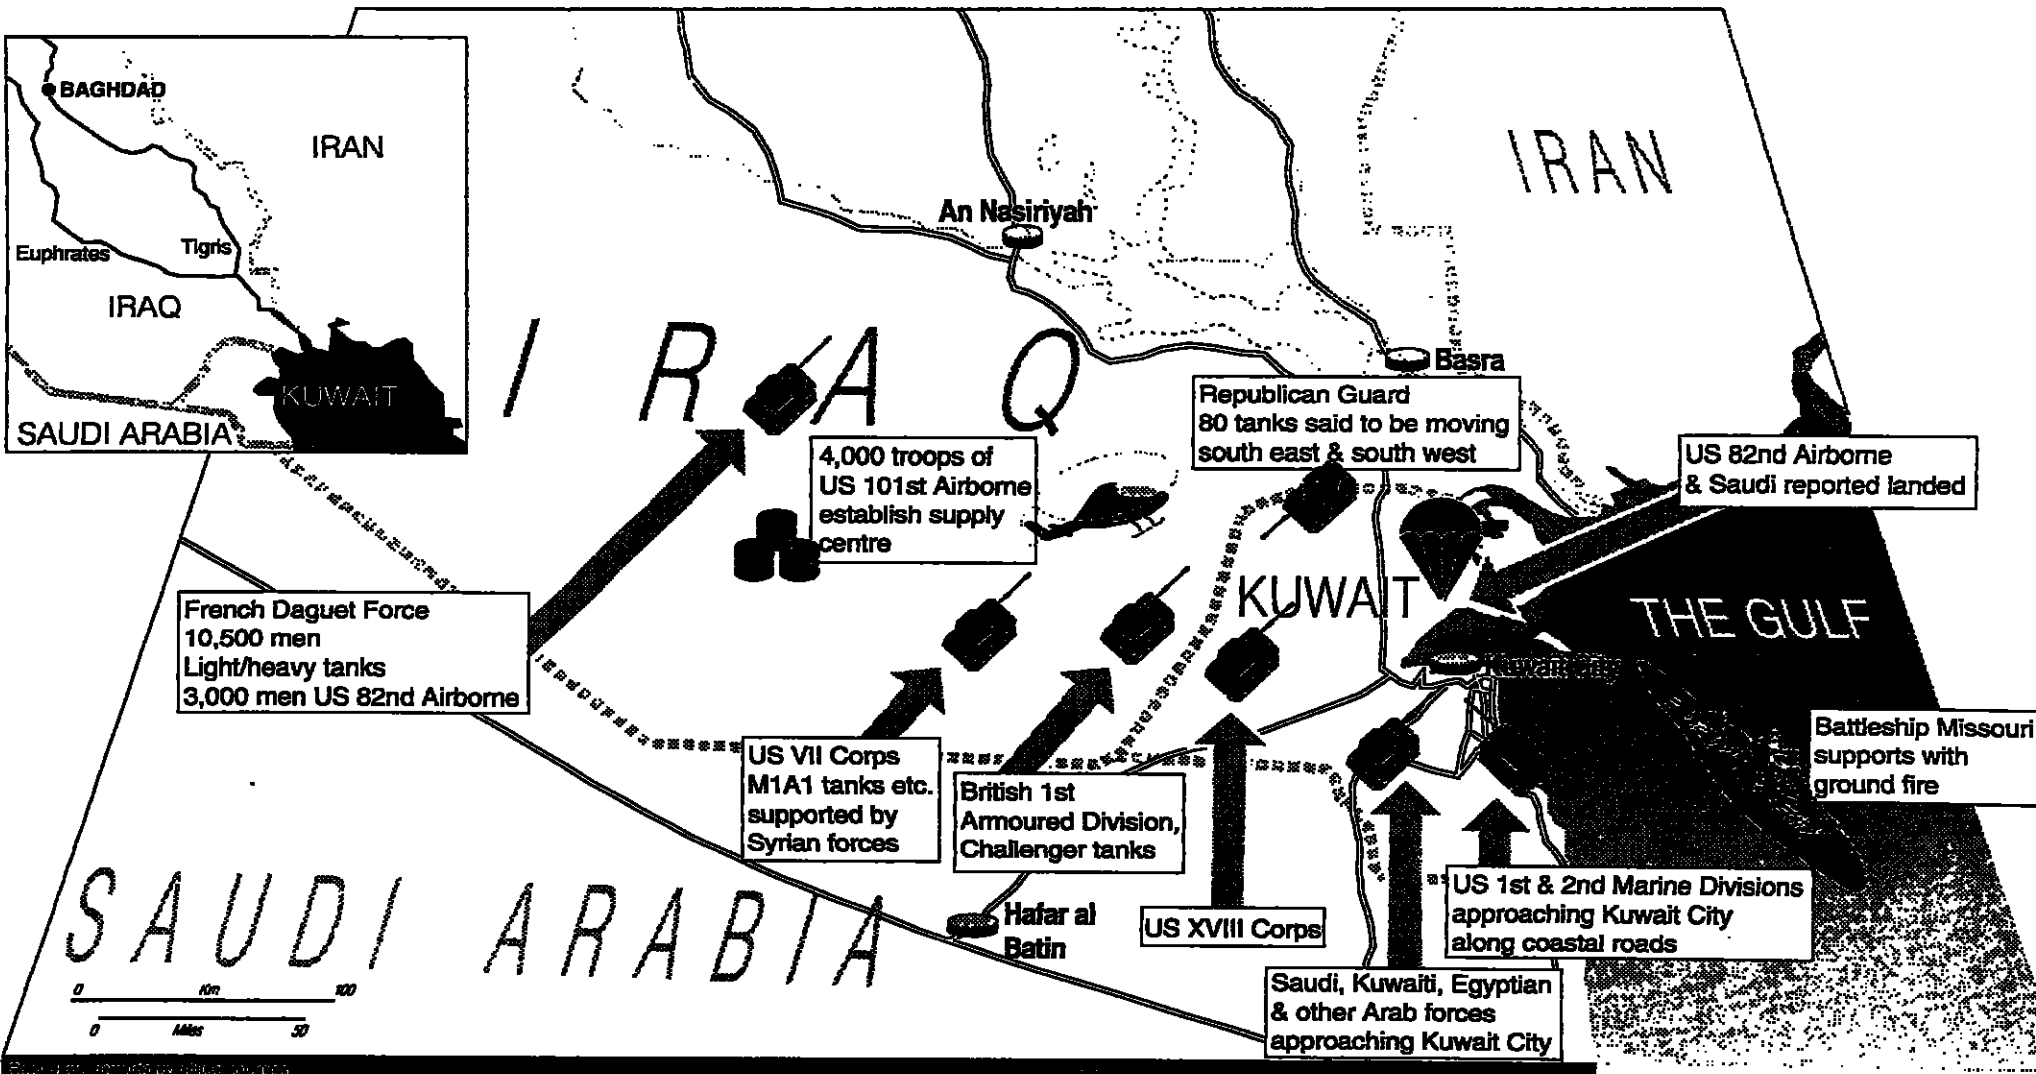 BAGHDAD
IRAN
Euphrates
Tigris
IRAQ
KUWAIT
SAUDI ARABIA
IRAN
An Nasiriyah
IRAQ
Basra
Republican Guard
80 tanks said to be moving
south east & south west
4,000 troops of
US 101st Airborne
establish supply
centre
US 82nd Airborne
& Saudi reported landed
KUWAIT
THE GULF
French Daguet Force
10,500 men
Light/heavy tanks
3,000 men US 82nd Airborne
Kuwait City
Battleship Missouri
supports with
ground fire
US VII Corps
M1A1 tanks etc.
supported by
Syrian forces
British 1st
Armoured Division,
Challenger tanks
US XVIII Corps
US 1st & 2nd Marine Divisions
approaching Kuwait City
along coastal roads
SAUDI ARABIA
Hafar al
Batin
Saudi, Kuwaiti, Egyptian
& other Arab forces
approaching Kuwait City
0 Km 100
0 Miles 50